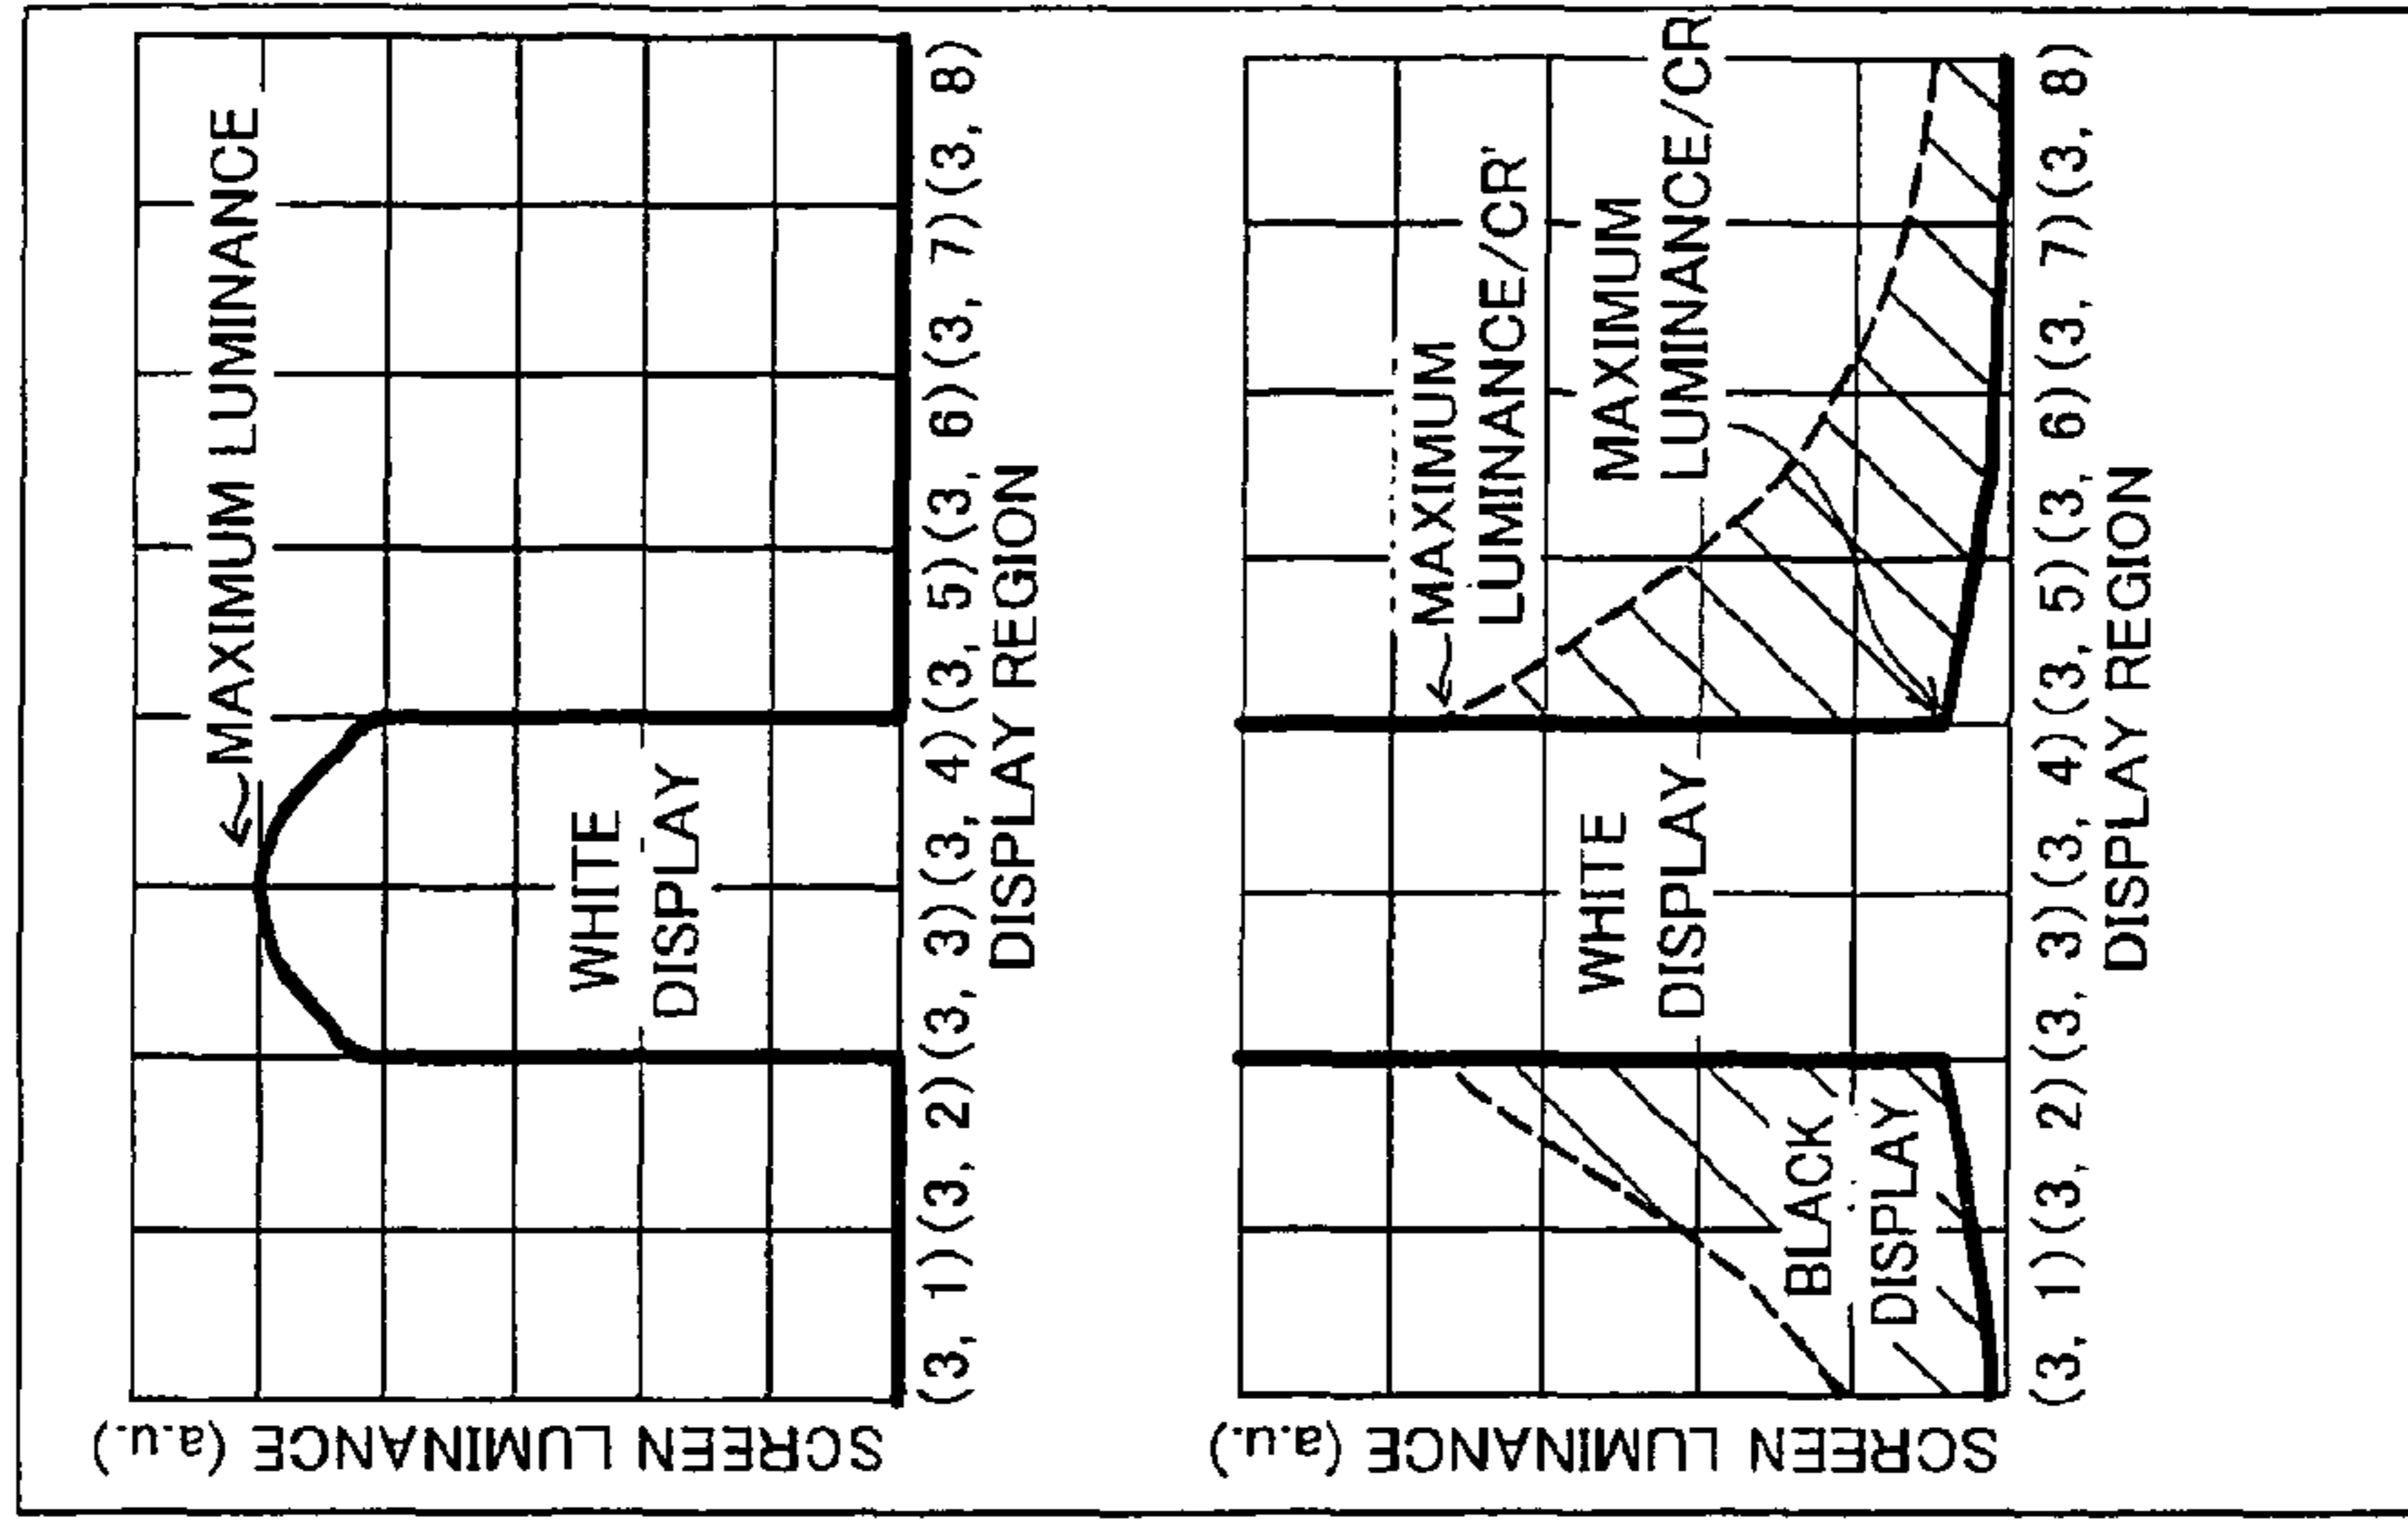 SCREEN LUMINANCE (a.u.)
MAXIMUM LUMINANCE
WHITE
DISPLAY
(3, 1)(3, 2)(3, 3)(3, 4)(3, 5)(3, 6)(3, 7)(3, 8)
DISPLAY REGION
SCREEN LUMINANCE (a.u.)
MAXIMUM
LUMINANCE/CR'
MAXIMUM
LUMINANCE/CR
WHITE
DISPLAY
BLACK
DISPLAY
(3, 1)(3, 2)(3, 3)(3, 4)(3, 5)(3, 6)(3, 7)(3, 8)
DISPLAY REGION